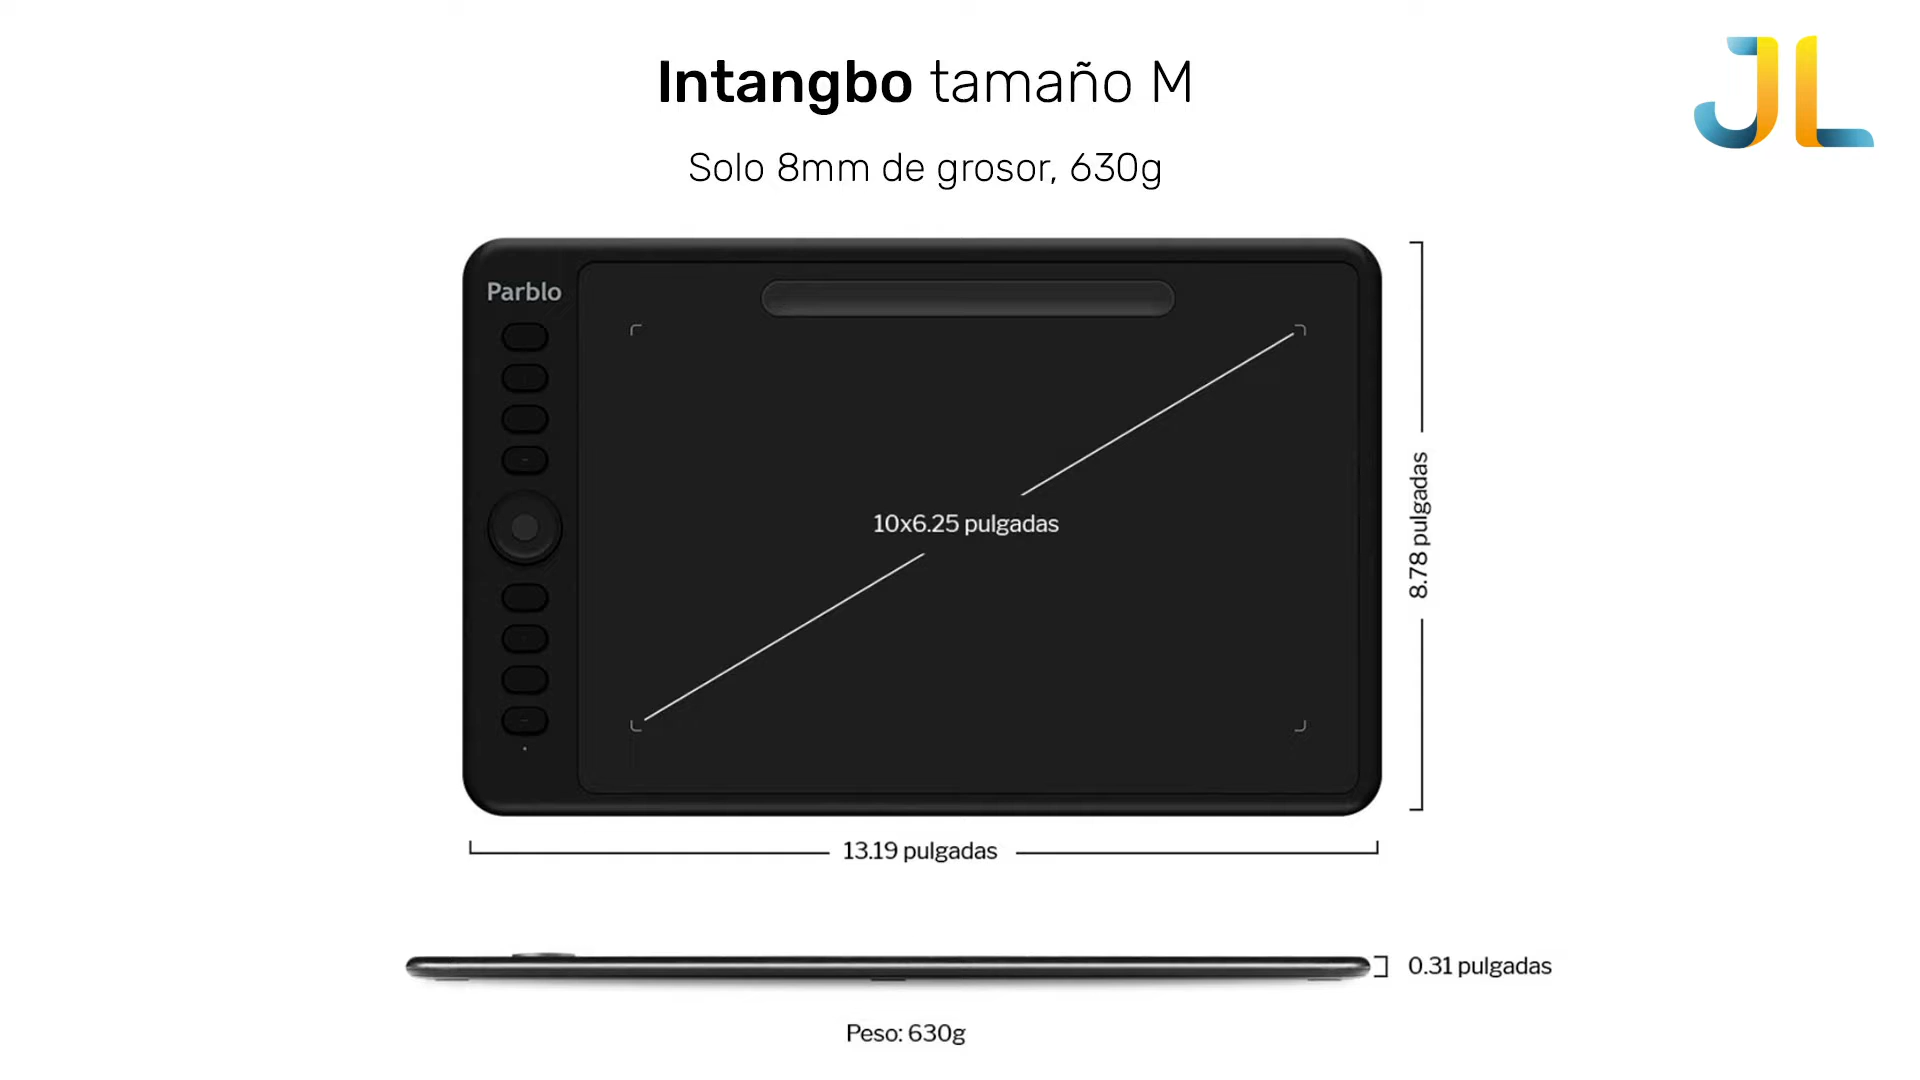 Intangbo tamaño M
JL
Solo 8mm de grosor, 630g
Parblo
10x6.25 pulgadas
8.78 pulgadas
13.19 pulgadas
0.31 pulgadas
Peso: 630g